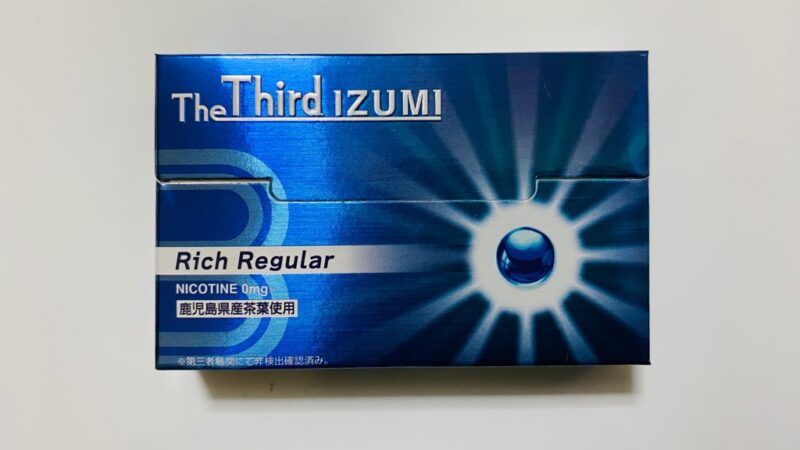 The Third IZUMI
Rich Regular
NICOTINE 0mg※
鹿児島県産茶葉使用
※第三者機関にて非検出確認済み。